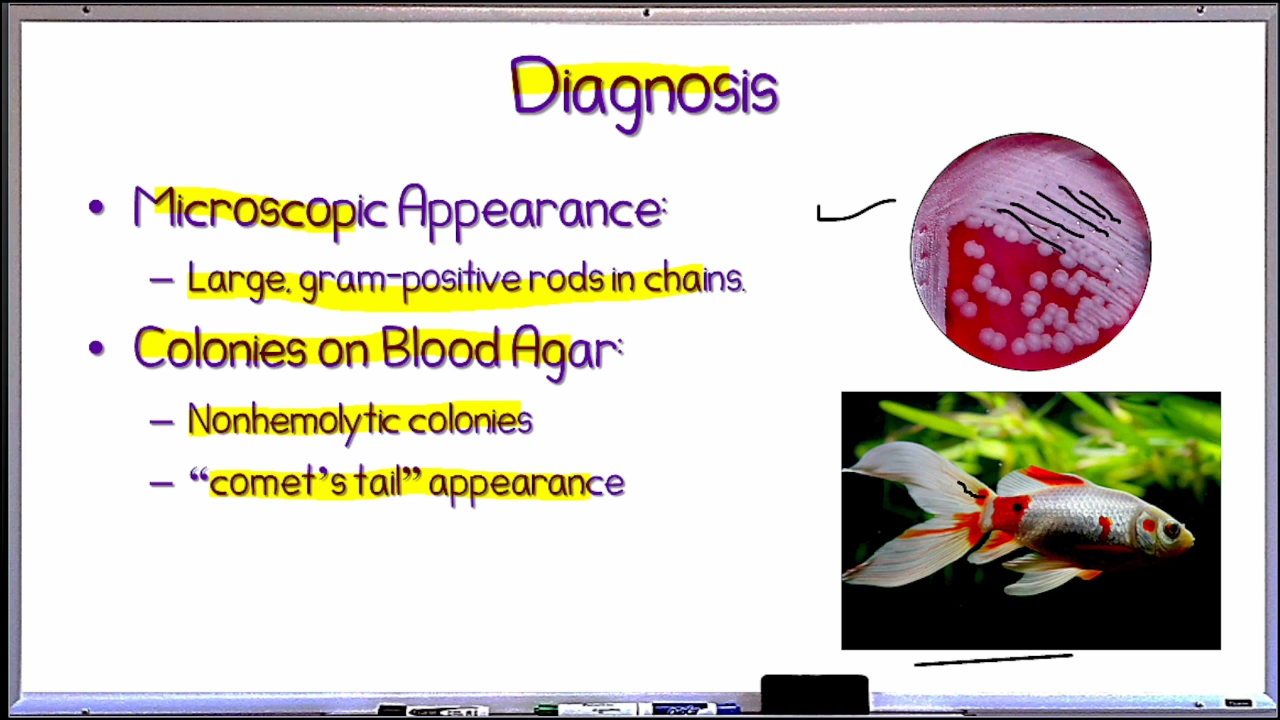 Diagnosis
• Microscopic Appearance:
– Large, gram-positive rods in chains.
• Colonies on Blood Agar:
– Nonhemolytic colonies
– “comet’s tail” appearance